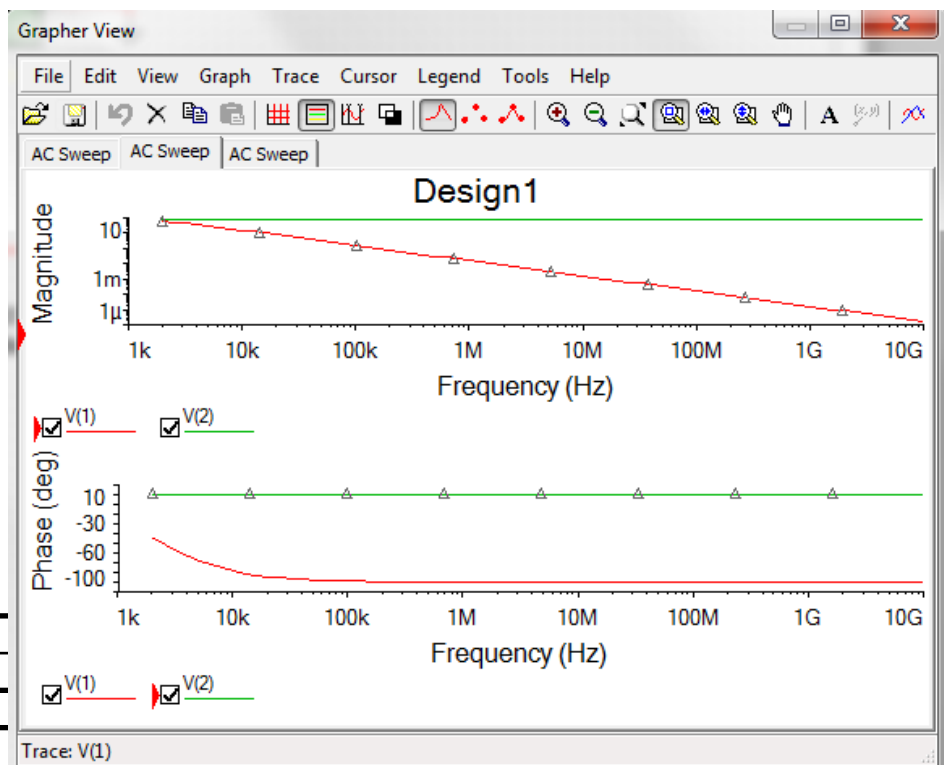 Grapher View
File Edit View Graph Trace Cursor Legend Tools Help
A (x,y)
AC Sweep AC Sweep AC Sweep
Design1
Magnitude
10
1m
1µ
1k 10k 100k 1M 10M 100M 1G 10G
Frequency (Hz)
V(1) V(2)
Phase (deg)
10
-30
-60
-100
1k 10k 100k 1M 10M 100M 1G 10G
Frequency (Hz)
V(1) V(2)
Trace: V(1)